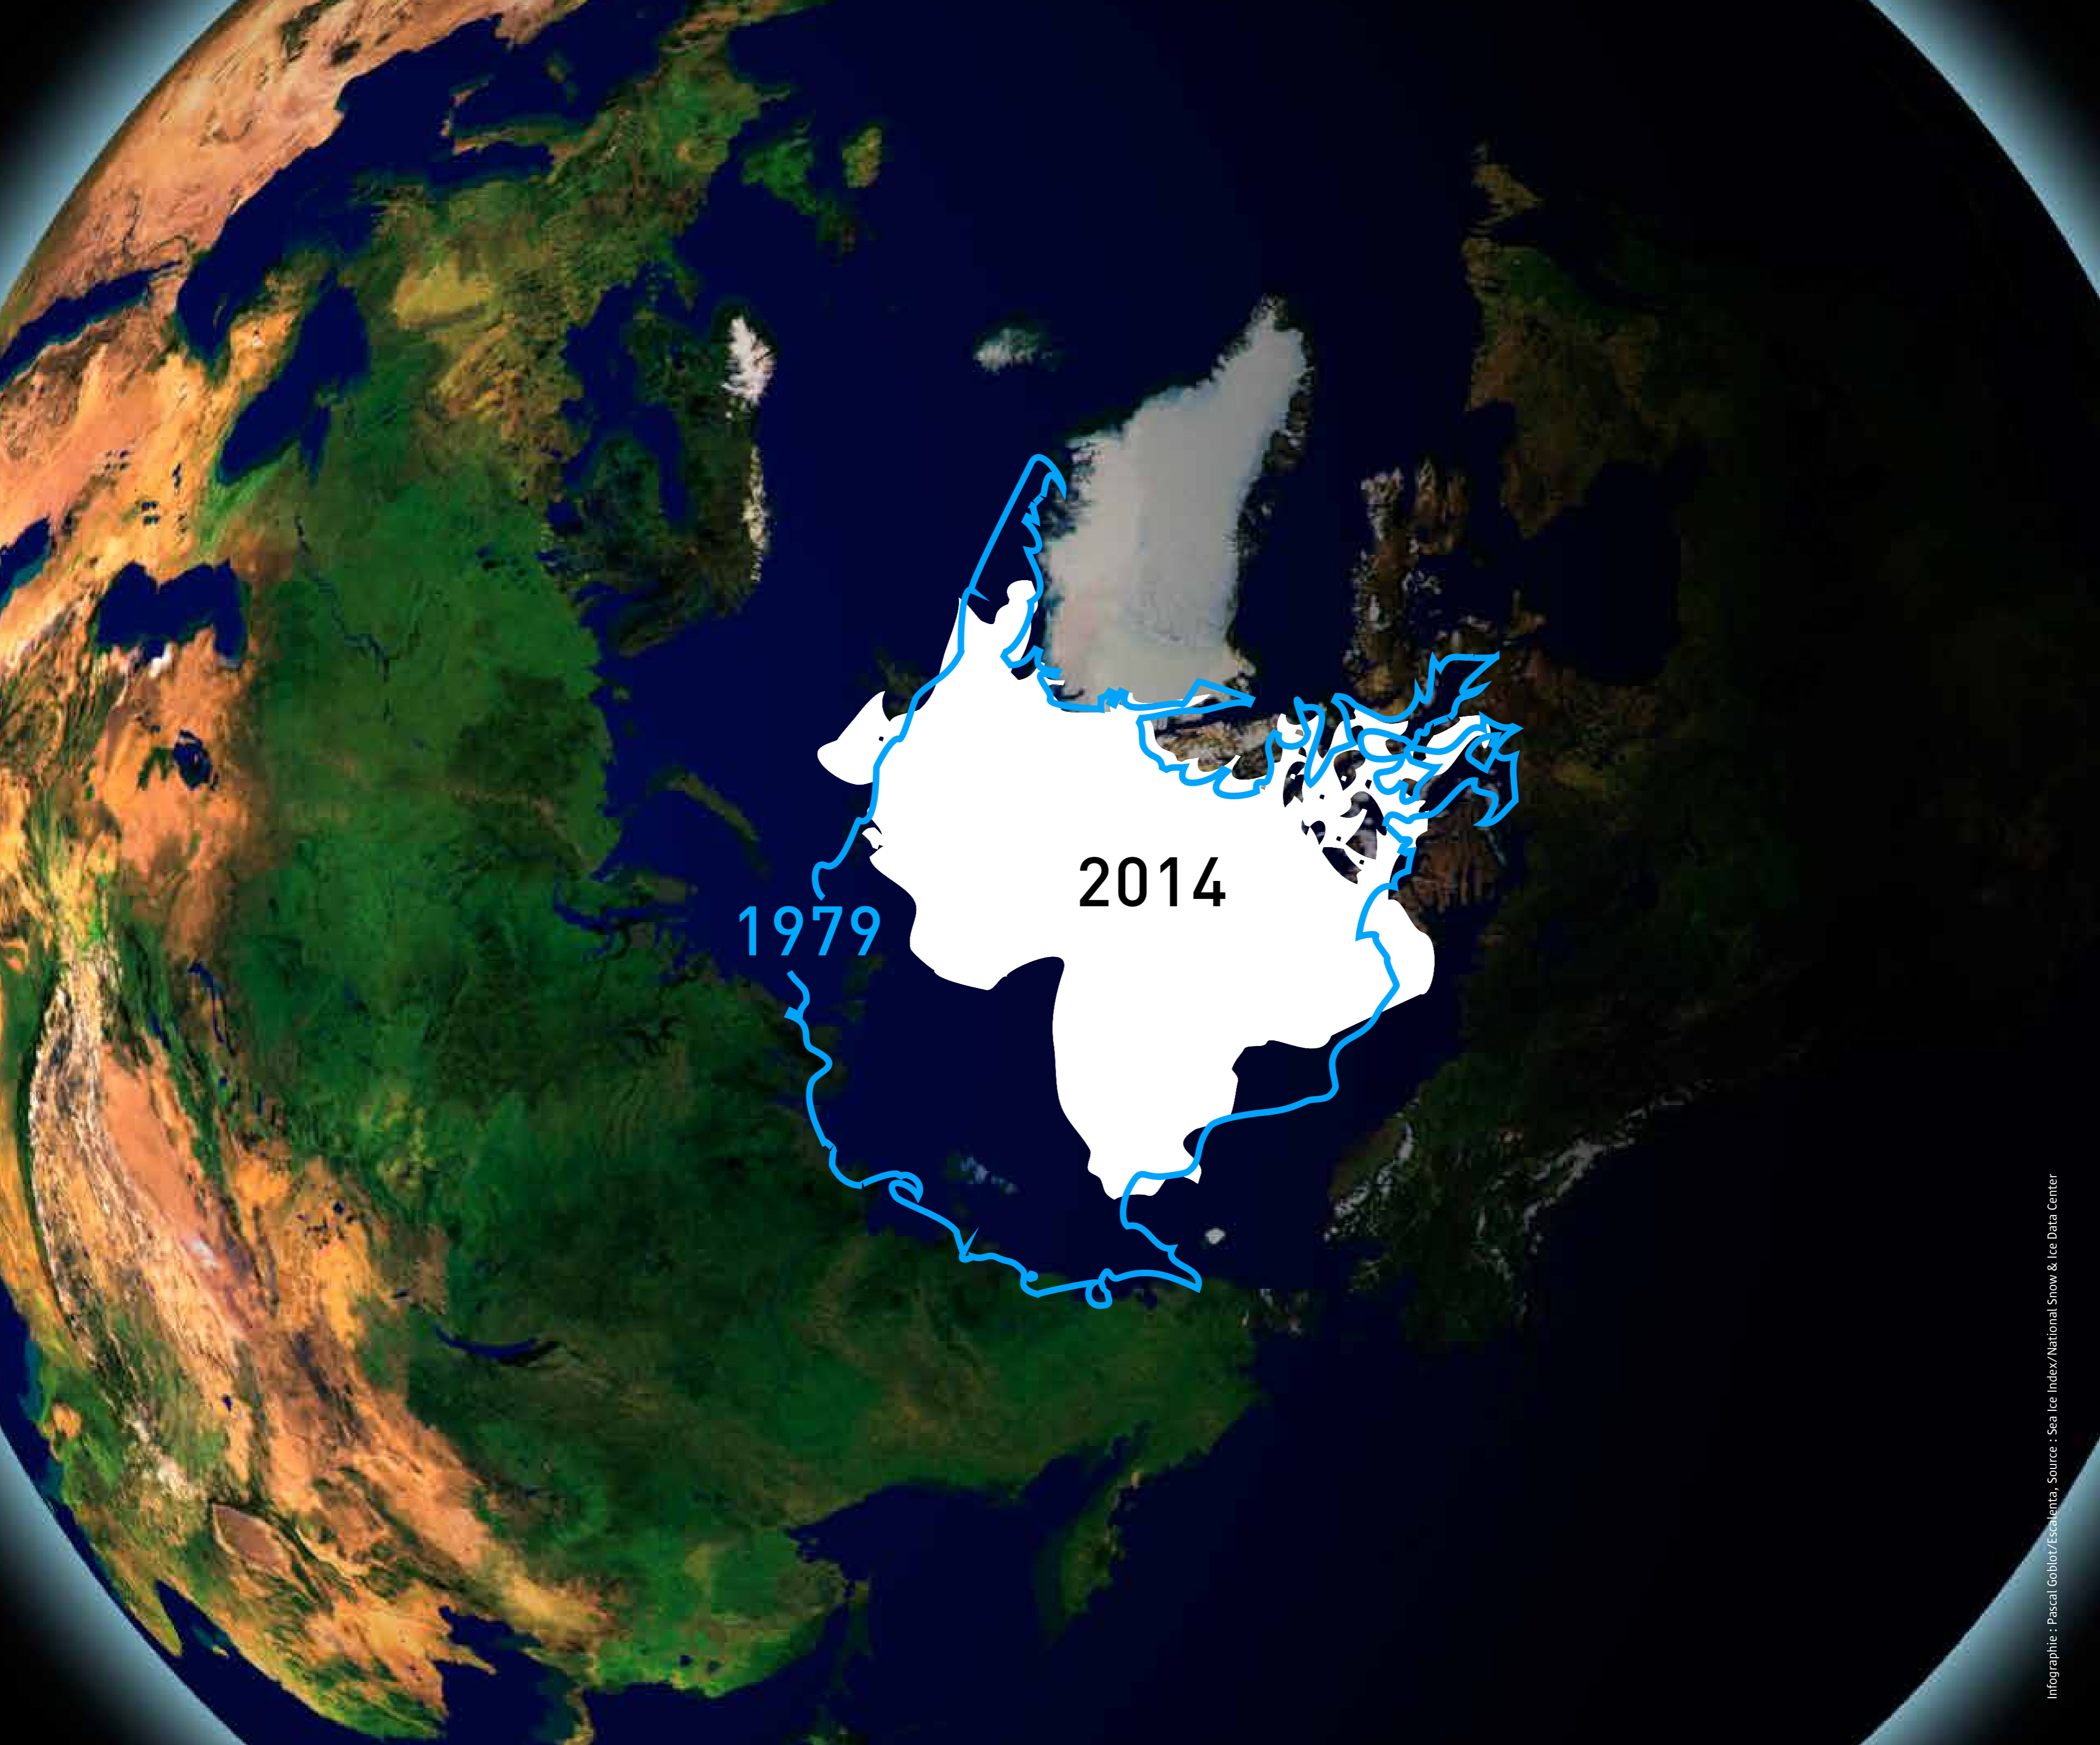 2014
1979
Infographie : Pascal Goblot/Escalenta, Source : Sea Ice Index/National Snow & Ice Data Center